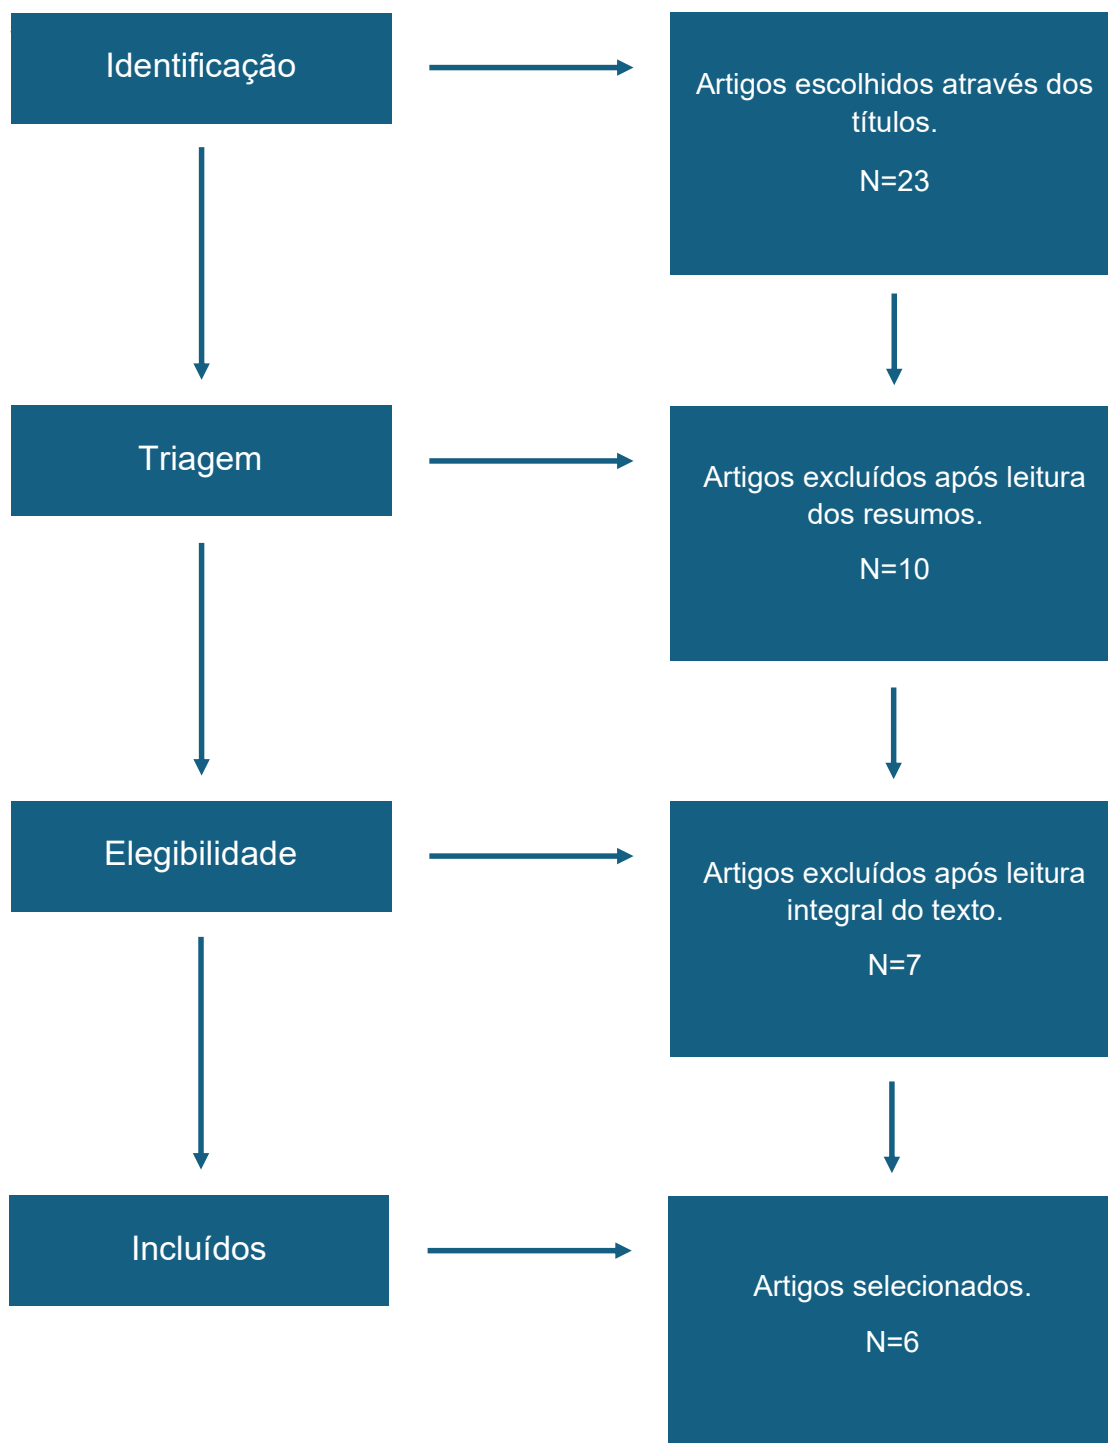 Identificação
Artigos escolhidos através dos
títulos.
N=23
Triagem
Artigos excluídos após leitura
dos resumos.
N=10
Elegibilidade
Artigos excluídos após leitura
integral do texto.
N=7
Incluídos
Artigos selecionados.
N=6